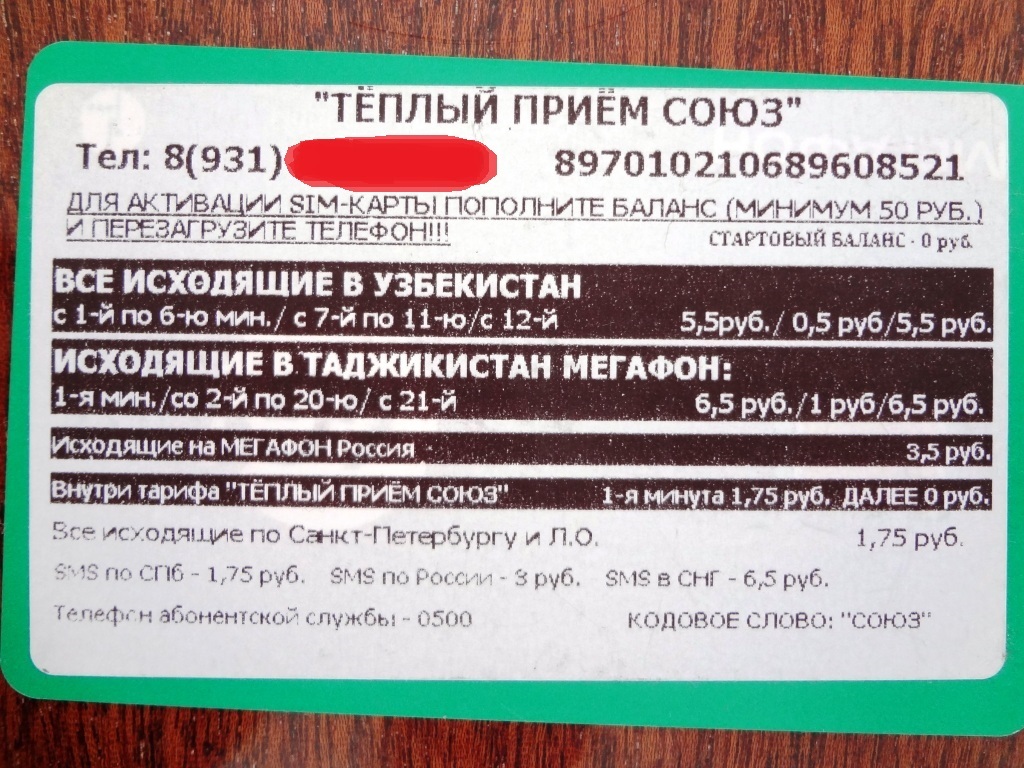 "ТЁПЛЫЙ ПРИЁМ СОЮЗ"
Тел: 8(931) 897010210689608521
ДЛЯ АКТИВАЦИИ SIM-КАРТЫ ПОПОЛНИТЕ БАЛАНС (МИНИМУМ 50 РУБ.)
И ПЕРЕЗАГРУЗИТЕ ТЕЛЕФОН!!! СТАРТОВЫЙ БАЛАНС - 0 руб.
ВСЕ ИСХОДЯЩИЕ В УЗБЕКИСТАН
с 1-й по 6-ю мин./ с 7-й по 11-ю/с 12-й 5,5руб./ 0,5 руб/5,5 руб.
ИСХОДЯЩИЕ В ТАДЖИКИСТАН МЕГАФОН:
1-я мин./со 2-й по 20-ю/ с 21-й 6,5 руб./1 руб/6,5 руб.
Исходящие на МЕГАФОН Россия 3,5 руб.
Внутри тарифа "ТЁПЛЫЙ ПРИЁМ СОЮЗ" 1-я минута 1,75 руб. ДАЛЕЕ 0 руб.
Все исходящие по Санкт-Петербургу и Л.О. 1,75 руб.
SMS по СПб - 1,75 руб. SMS по России - 3 руб. SMS в СНГ - 6,5 руб.
Телефон абонентской службы - 0500 КОДОВОЕ СЛОВО: "СОЮЗ"